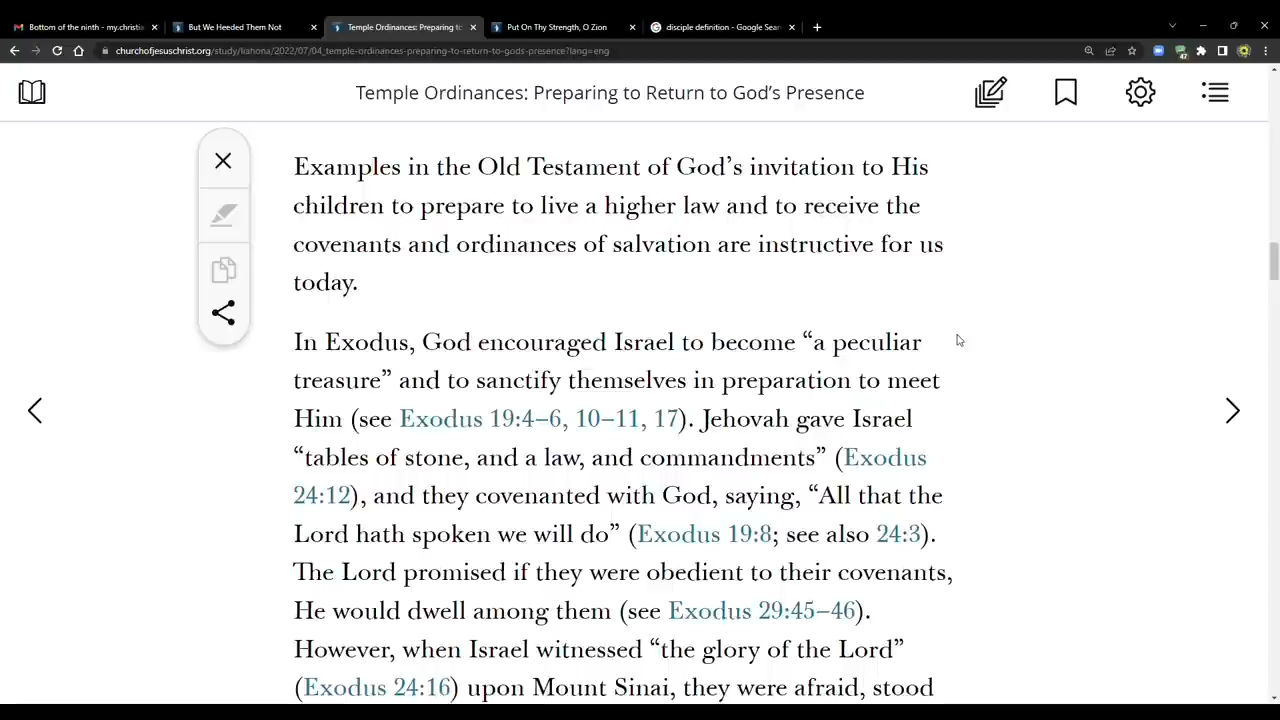 Bottom of the ninth - my.christi
But We Heeded Them Not
Temple Ordinances: Preparing to
Put On Thy Strength, O Zion
disciple definition - Google Sear
churchofjesuschrist.org/study/liahona/2022/07/04_temple-ordinances-preparing-to-return-to-gods-presence?lang=eng
Temple Ordinances: Preparing to Return to God’s Presence
Examples in the Old Testament of God’s invitation to His
children to prepare to live a higher law and to receive the
covenants and ordinances of salvation are instructive for us
today.
In Exodus, God encouraged Israel to become “a peculiar
treasure” and to sanctify themselves in preparation to meet
Him (see Exodus 19:4–6, 10–11, 17). Jehovah gave Israel
“tables of stone, and a law, and commandments” (Exodus
24:12), and they covenanted with God, saying, “All that the
Lord hath spoken we will do” (Exodus 19:8; see also 24:3).
The Lord promised if they were obedient to their covenants,
He would dwell among them (see Exodus 29:45–46).
However, when Israel witnessed “the glory of the Lord”
(Exodus 24:16) upon Mount Sinai, they were afraid, stood